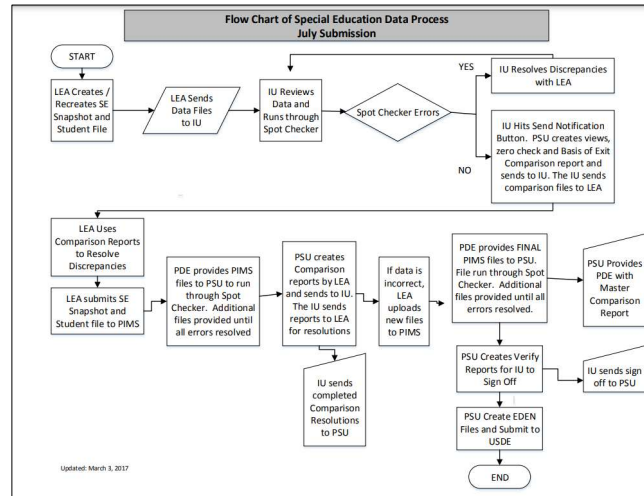 Flow Chart of Special Education Data Process
July Submission
START
LEA Creates /
Recreates SE
Snapshot and
Student File
LEA Sends
Data Files
to IU
IU Reviews
Data and
Runs through
Spot Checker
Spot Checker Errors
YES
IU Resolves Discrepancies
with LEA
NO
IU Hits Send Notification
Button. PSU creates views,
zero check and Basis of Exit
Comparison report and
sends to IU. The IU sends
comparison files to LEA
LEA Uses
Comparison Reports
to Resolve
Discrepancies
LEA submits SE
Snapshot and
Student file to PIMS
PDE provides PIMS
files to PSU to run
through Spot
Checker. Additional
files provided until
all errors resolved
PSU creates
Comparison
reports by LEA
and sends to IU.
The IU sends
reports to LEA
for resolutions
IU sends
completed
Comparison
Resolutions
to PSU
If data is
incorrect,
LEA
uploads
new files
to PIMS
PDE provides FINAL
PIMS files to PSU.
File run through Spot
Checker. Additional
files provided until all
errors resolved.
PSU Provides
PDE with
Master
Comparison
Report
PSU Creates Verify
Reports for IU to
Sign Off
IU sends sign
off to PSU
PSU Create EDEN
Files and Submit to
USDE
END
Updated: March 3, 2017